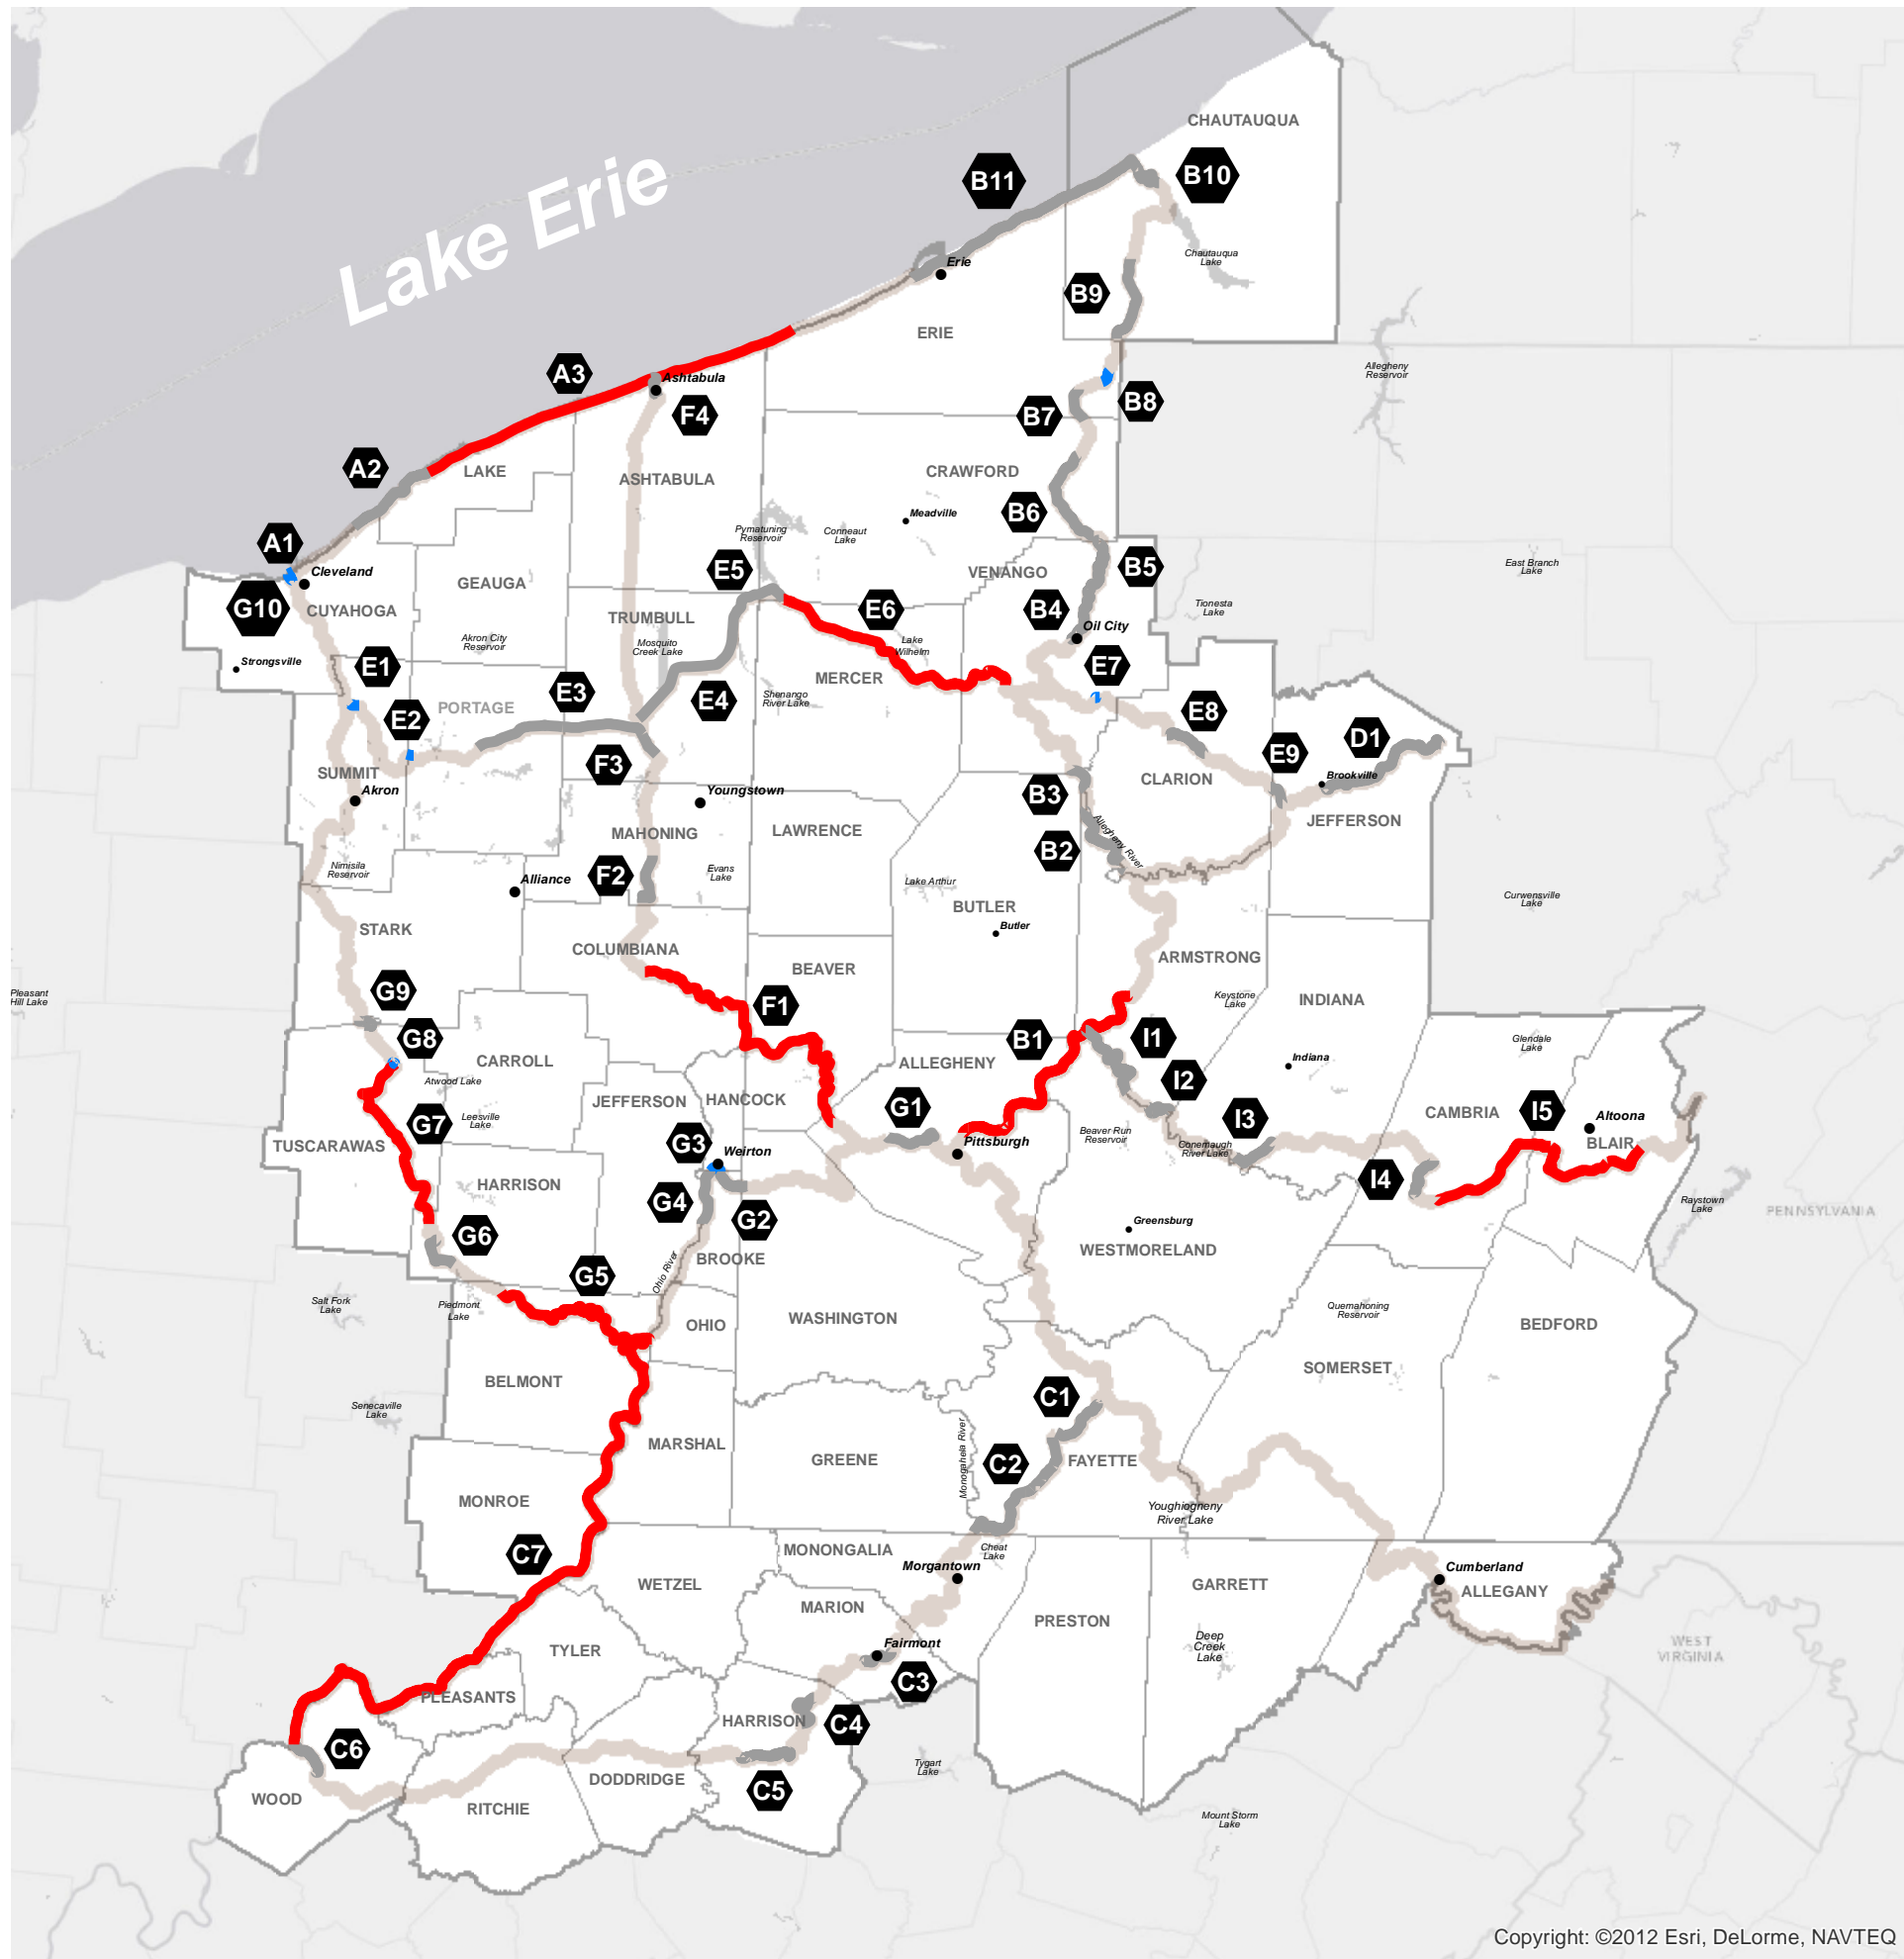 CHAUTAUQUA
B11
B10
Lake Erie
Chautauqua
Lake
Erie
B9
ERIE
A3
Ashtabula
Allegheny
Reservoir
F4
B7
B8
A2
LAKE
ASHTABULA
CRAWFORD
Meadville
B6
Pymatuning
Reservoir
Conneaut
Lake
A1
Cleveland
E5
VENANGO
B5
East Branch
Lake
GEAUGA
G10
CUYAHOGA
TRUMBULL
E6
B4
Tionesta
Lake
Oil City
Akron City
Reservoir
Mosquito
Creek Lake
Lake
Wilhelm
Strongsville
E1
E3
MERCER
E7
E4
Shenango
River Lake
PORTAGE
E2
E8
D1
E9
F3
SUMMIT
CLARION
Brookville
Akron
Youngstown
B3
JEFFERSON
MAHONING
LAWRENCE
Allegheny River
B2
Nimisila
Reservoir
F2
Evans
Lake
Alliance
Lake Arthur
BUTLER
Curwensville
Lake
STARK
Butler
COLUMBIANA
ARMSTRONG
BEAVER
G9
Pleasant
Hill Lake
F1
Keystone
Lake
INDIANA
G8
B1
I1
Glendale
Lake
CARROLL
ALLEGHENY
Indiana
Atwood Lake
I2
JEFFERSON
HANCOCK
G1
G7
Leesville
Lake
CAMBRIA
I5
Altoona
TUSCARAWAS
G3
Weirton
Pittsburgh
Beaver Run
Reservoir
I3
Conemaugh
River Lake
BLAIR
HARRISON
I4
G4
G2
Raystown
Lake
PENNSYLVANIA
G6
Greensburg
BROOKE
WESTMORELAND
G5
Ohio River
Salt Fork
Lake
Piedmont
Lake
OHIO
WASHINGTON
Quemahoning
Reservoir
BEDFORD
BELMONT
SOMERSET
C1
Senecaville
Lake
MARSHAL
GREENE
C2
Monogahela River
FAYETTE
MONROE
Youghiogneny
River Lake
C7
MONONGALIA
Cheat
Lake
Morgantown
WETZEL
GARRETT
Cumberland
ALLEGANY
MARION
PRESTON
TYLER
Fairmont
Deep
Creek
Lake
WEST
VIRGINIA
C3
PLEASANTS
HARRISON
C4
C6
Tygart
Lake
DODDRIDGE
C5
WOOD
RITCHIE
Mount Storm
Lake
Copyright: ©2012 Esri, DeLorme, NAVTEQ